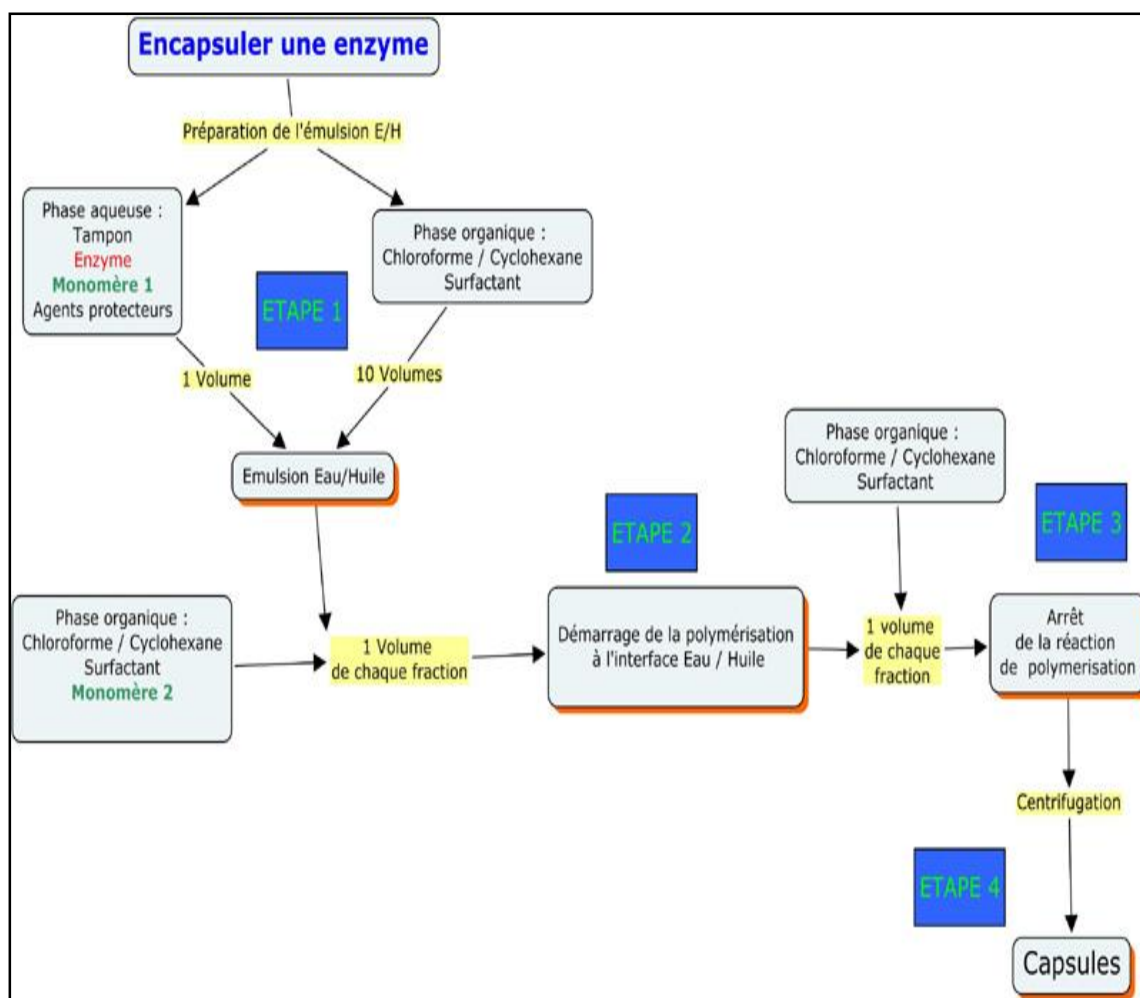 Encapsuler une enzyme
Préparation de l'émulsion E/H
Phase aqueuse :
Tampon
Enzyme
Monomère 1
Agents protecteurs
Phase organique :
Chloroforme / Cyclohexane
Surfactant
ETAPE 1
1 Volume
10 Volumes
Emulsion Eau/Huile
Phase organique :
Chloroforme / Cyclohexane
Surfactant
Monomère 2
1 Volume
de chaque fraction
ETAPE 2
Démarrage de la polymérisation
à l'interface Eau / Huile
Phase organique :
Chloroforme / Cyclohexane
Surfactant
1 volume
de chaque
fraction
ETAPE 3
Arrêt
de la réaction
de polymerisation
Centrifugation
ETAPE 4
Capsules